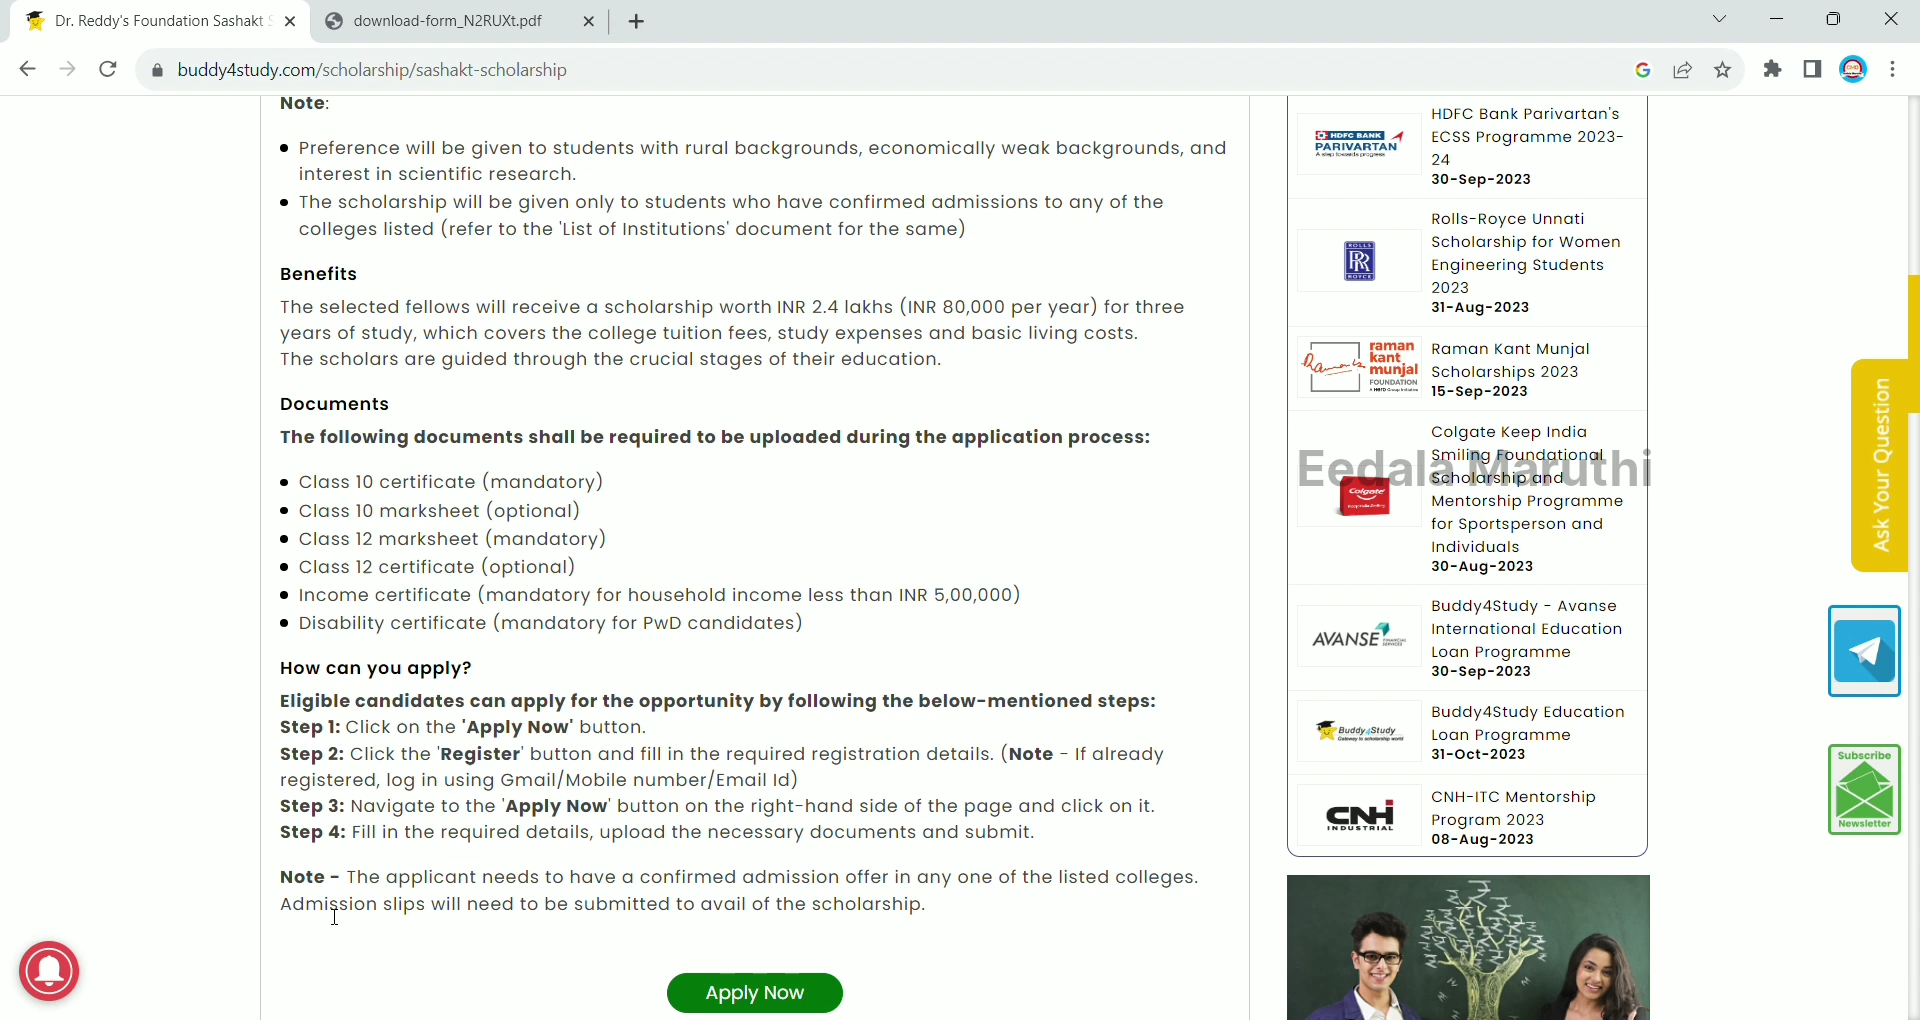 Dr. Reddy's Foundation Sashakt S
download-form_N2RUXt.pdf
buddy4study.com/scholarship/sashakt-scholarship
Note:
Preference will be given to students with rural backgrounds, economically weak backgrounds, and
interest in scientific research.
The scholarship will be given only to students who have confirmed admissions to any of the
colleges listed (refer to the 'List of Institutions' document for the same)
Benefits
The selected fellows will receive a scholarship worth INR 2.4 lakhs (INR 80,000 per year) for three
years of study, which covers the college tuition fees, study expenses and basic living costs.
The scholars are guided through the crucial stages of their education.
Documents
The following documents shall be required to be uploaded during the application process:
Class 10 certificate (mandatory)
Class 10 marksheet (optional)
Class 12 marksheet (mandatory)
Class 12 certificate (optional)
Income certificate (mandatory for household income less than INR 5,00,000)
Disability certificate (mandatory for PwD candidates)
How can you apply?
Eligible candidates can apply for the opportunity by following the below-mentioned steps:
Step 1: Click on the 'Apply Now' button.
Step 2: Click the 'Register' button and fill in the required registration details. (Note - If already
registered, log in using Gmail/Mobile number/Email Id)
Step 3: Navigate to the 'Apply Now' button on the right-hand side of the page and click on it.
Step 4: Fill in the required details, upload the necessary documents and submit.
Note - The applicant needs to have a confirmed admission offer in any one of the listed colleges.
Admission slips will need to be submitted to avail of the scholarship.
Apply Now
HDFC BANK
PARIVARTAN
A step towards progress
HDFC Bank Parivartan's
ECSS Programme 2023-
24
30-Sep-2023
ROLLS
RR
ROYCE
Rolls-Royce Unnati
Scholarship for Women
Engineering Students
2023
31-Aug-2023
raman
kant
munjal
FOUNDATION
Raman Kant Munjal
Scholarships 2023
15-Sep-2023
Eedala Maruthi
Colgate
Colgate Keep India
Smiling Foundational
Scholarship and
Mentorship Programme
for Sportsperson and
Individuals
30-Aug-2023
AVANSE
FINANCIAL
SERVICES
Buddy4Study - Avanse
International Education
Loan Programme
30-Sep-2023
Buddy4Study
Gateway to scholarship world
Buddy4Study Education
Loan Programme
31-Oct-2023
CNH
INDUSTRIAL
CNH-ITC Mentorship
Program 2023
08-Aug-2023
Ask Your Question
Subscribe
Newsletter